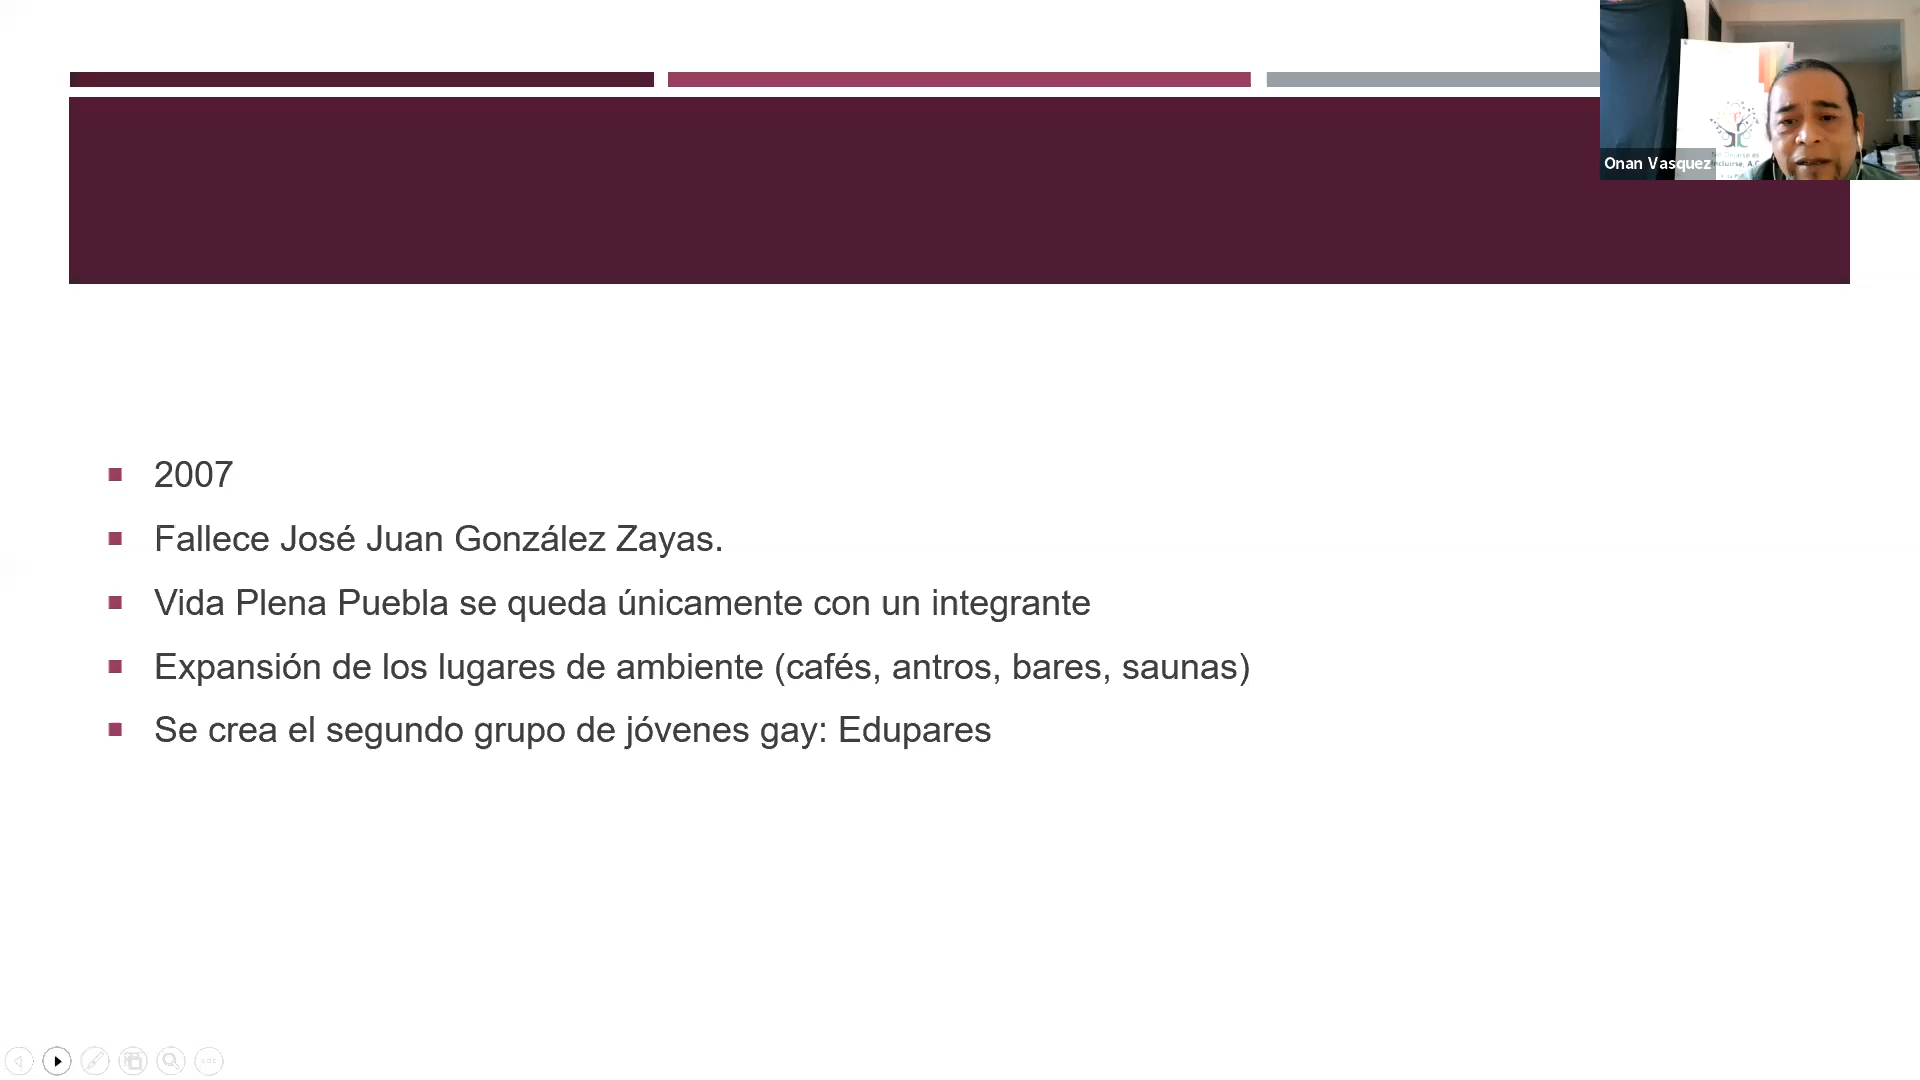 Onan Vasquez
2007
Fallece José Juan González Zayas.
Vida Plena Puebla se queda únicamente con un integrante
Expansión de los lugares de ambiente (cafés, antros, bares, saunas)
Se crea el segundo grupo de jóvenes gay: Edupares